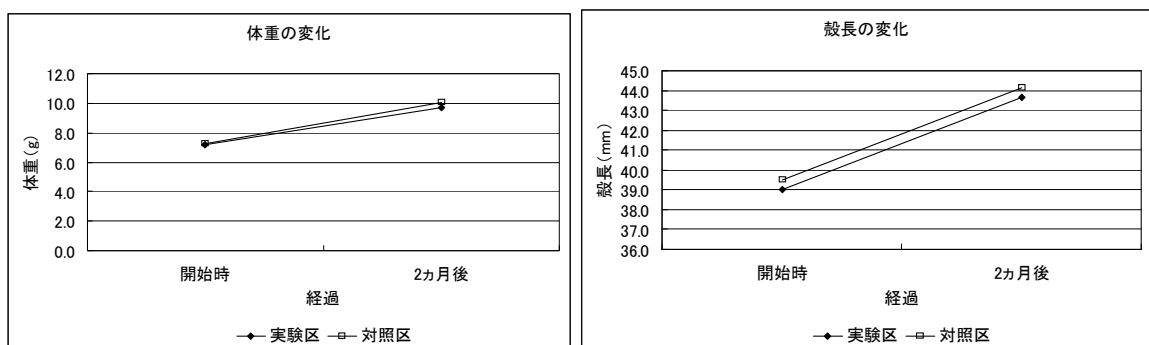 体重の変化
12.0
10.0
8.0
6.0
4.0
2.0
0.0
体重(g)
開始時
2ヵ月後
経過
実験区
対照区
殻長の変化
45.0
44.0
43.0
42.0
41.0
40.0
39.0
38.0
37.0
36.0
殻長(mm)
開始時
2ヵ月後
経過
実験区
対照区